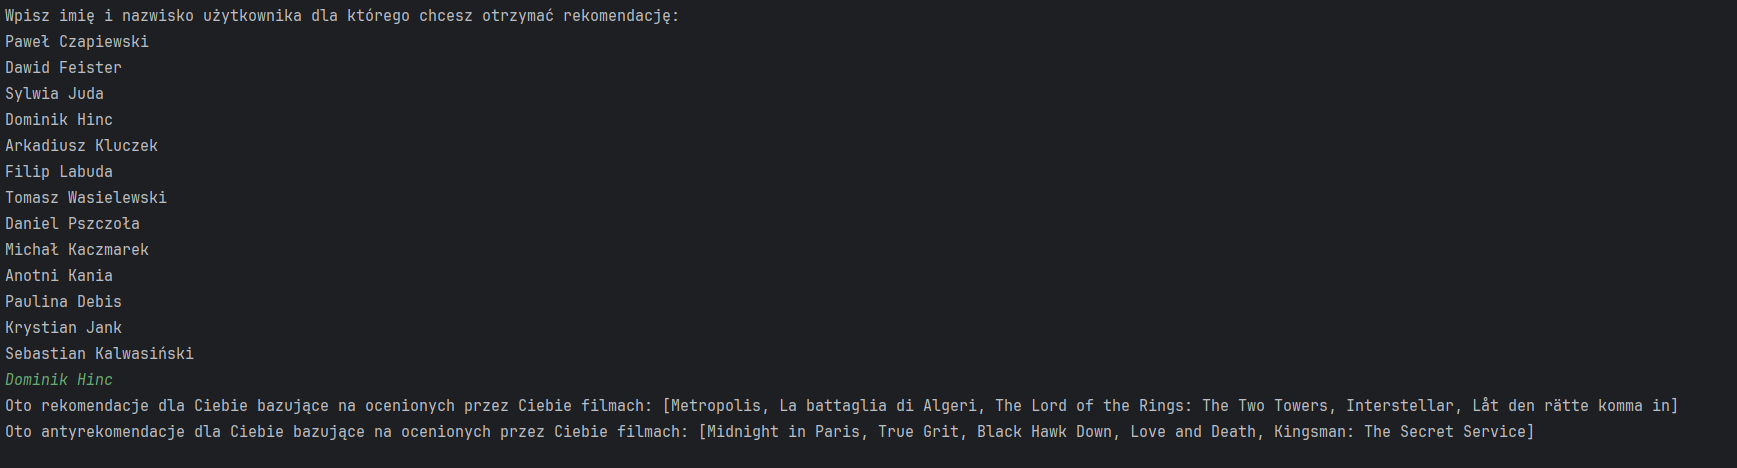 Wpisz imię i nazwisko użytkownika dla którego chcesz otrzymać rekomendację:
Paweł Czapiewski
Dawid Feister
Sylwia Juda
Dominik Hinc
Arkadiusz Kluczek
Filip Labuda
Tomasz Wasielewski
Daniel Pszczoła
Michał Kaczmarek
Anotni Kania
Paulina Debis
Krystian Jank
Sebastian Kalwasiński
Dominik Hinc
Oto rekomendacje dla Ciebie bazujące na ocenionych przez Ciebie filmach: [Metropolis, La battaglia di Algeri, The Lord of the Rings: The Two Towers, Interstellar, Låt den rätte komma in]
Oto antyrekomendacje dla Ciebie bazujące na ocenionych przez Ciebie filmach: [Midnight in Paris, True Grit, Black Hawk Down, Love and Death, Kingsman: The Secret Service]